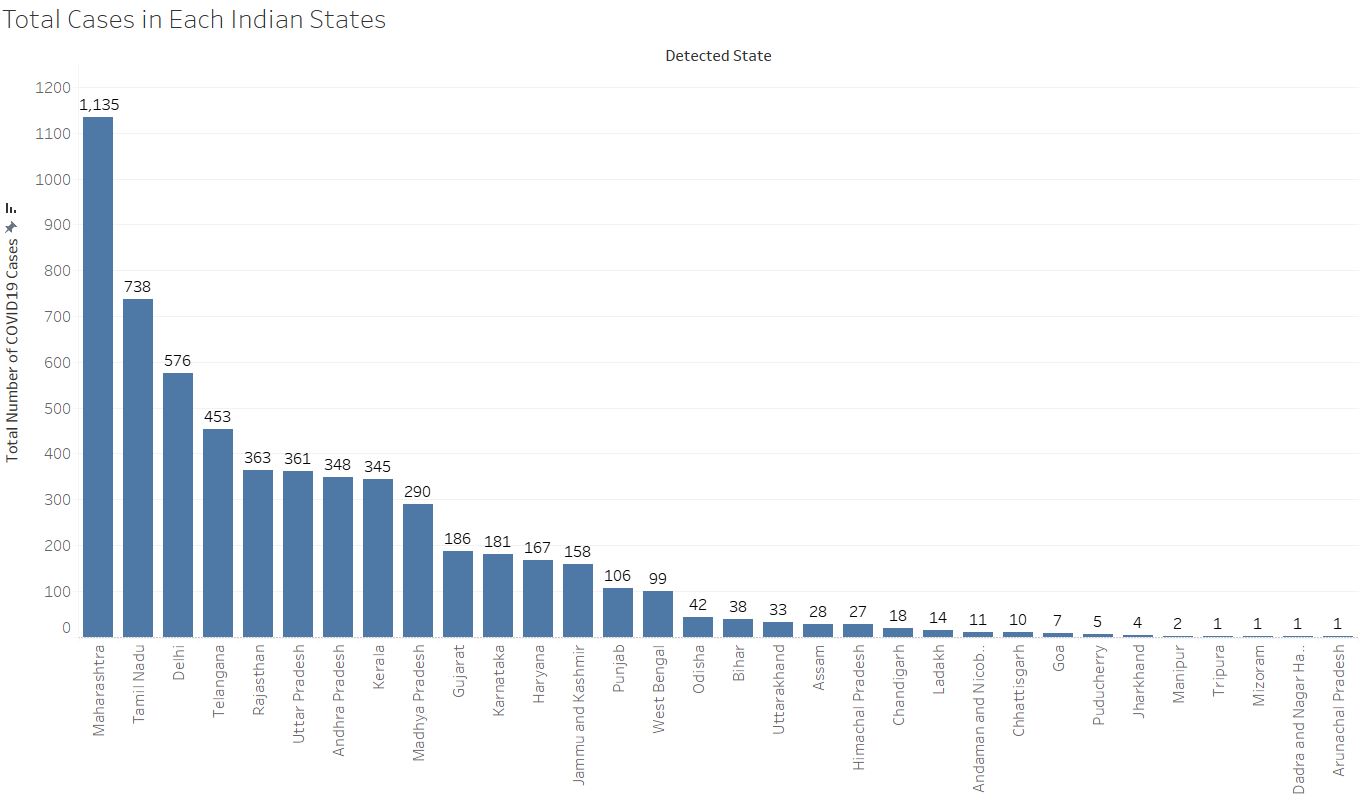 Total Cases in Each Indian States
Detected State
Total Number of COVID19 Cases
1200
1100
1000
900
800
700
600
500
400
300
200
100
0
1,135
738
576
453
363
361
348
345
290
186
181
167
158
106
99
42
38
33
28
27
18
14
11
10
7
5
4
2
1
1
1
1
Maharashtra
Tamil Nadu
Delhi
Telangana
Rajasthan
Uttar Pradesh
Andhra Pradesh
Kerala
Madhya Pradesh
Gujarat
Karnataka
Haryana
Jammu and Kashmir
Punjab
West Bengal
Odisha
Bihar
Uttarakhand
Assam
Himachal Pradesh
Chandigarh
Ladakh
Andaman and Nicob..
Chhattisgarh
Goa
Puducherry
Jharkhand
Manipur
Tripura
Mizoram
Dadra and Nagar Ha..
Arunachal Pradesh